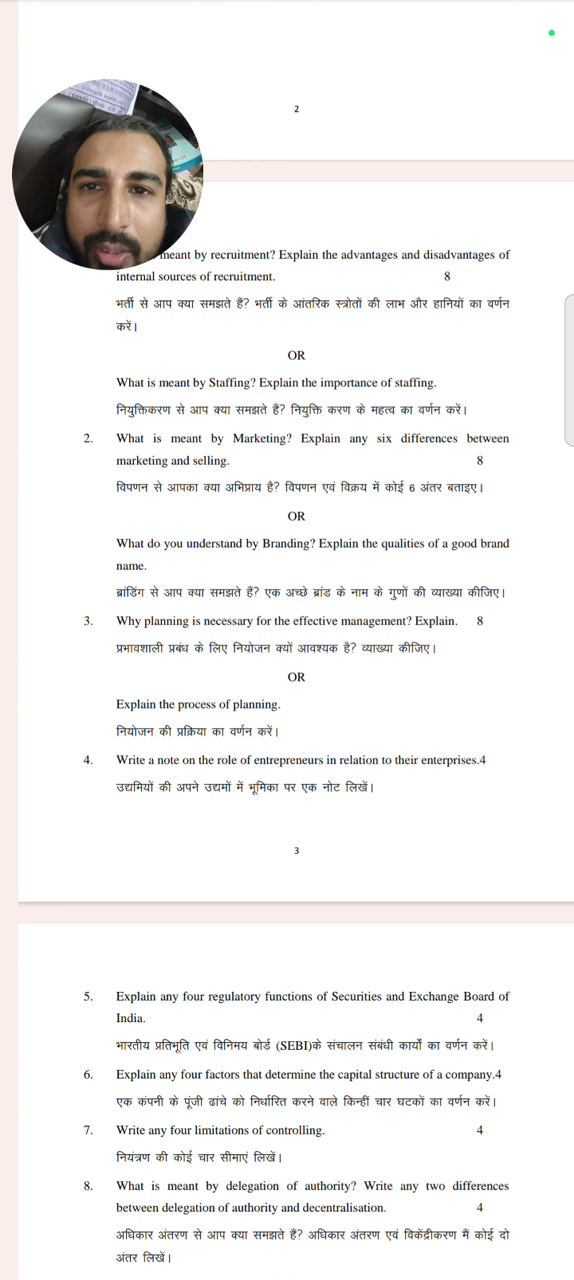 2
meant by recruitment? Explain the advantages and disadvantages of
internal sources of recruitment. 8
भर्ती से आप क्या समझते हैं? भर्ती के आंतरिक स्त्रोतों की लाभ और हानियों का वर्णन
करें।
OR
What is meant by Staffing? Explain the importance of staffing.
नियुक्तिकरण से आप क्या समझते हैं? नियुक्ति करण के महत्व का वर्णन करें।
2. What is meant by Marketing? Explain any six differences between
marketing and selling. 8
विपणन से आपका क्या अभिप्राय है? विपणन एवं विक्रय में कोई 6 अंतर बताइए।
OR
What do you understand by Branding? Explain the qualities of a good brand
name.
ब्रांडिंग से आप क्या समझते हैं? एक अच्छे ब्रांड के नाम के गुणों की व्याख्या कीजिए।
3. Why planning is necessary for the effective management? Explain. 8
प्रभावशाली प्रबंध के लिए नियोजन क्यों आवश्यक है? व्याख्या कीजिए।
OR
Explain the process of planning.
नियोजन की प्रक्रिया का वर्णन करें।
4. Write a note on the role of entrepreneurs in relation to their enterprises.4
उद्यमियों की अपने उद्यमों में भूमिका पर एक नोट लिखें।
3
5. Explain any four regulatory functions of Securities and Exchange Board of
India. 4
भारतीय प्रतिभूति एवं विनिमय बोर्ड (SEBI)के संचालन संबंधी कार्यों का वर्णन करें।
6. Explain any four factors that determine the capital structure of a company.4
एक कंपनी के पूंजी ढांचे को निर्धारित करने वाले किन्हीं चार घटकों का वर्णन करें।
7. Write any four limitations of controlling. 4
नियंत्रण की कोई चार सीमाएं लिखें।
8. What is meant by delegation of authority? Write any two differences
between delegation of authority and decentralisation. 4
अधिकार अंतरण से आप क्या समझते हैं? अधिकार अंतरण एवं विकेंद्रीकरण मैं कोई दो
अंतर लिखें।